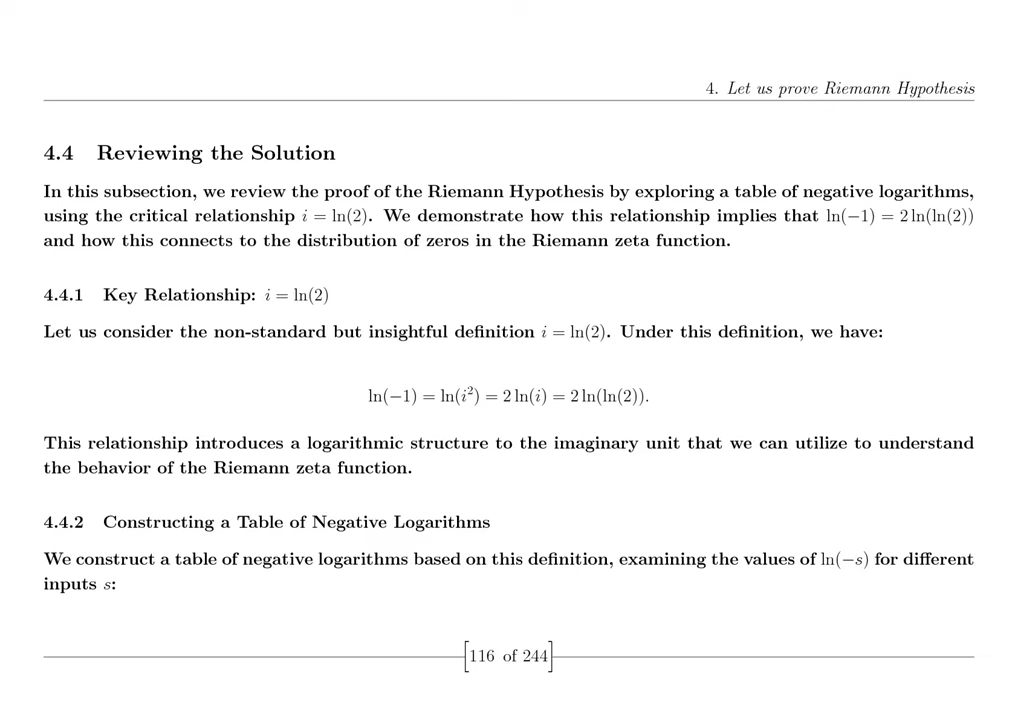 4. Let us prove Riemann Hypothesis
4.4 Reviewing the Solution
In this subsection, we review the proof of the Riemann Hypothesis by exploring a table of negative logarithms,
using the critical relationship i = ln(2). We demonstrate how this relationship implies that ln(−1) = 2 ln(ln(2))
and how this connects to the distribution of zeros in the Riemann zeta function.
4.4.1 Key Relationship: i = ln(2)
Let us consider the non-standard but insightful definition i = ln(2). Under this definition, we have:
ln(−1) = ln(i²) = 2 ln(i) = 2 ln(ln(2)).
This relationship introduces a logarithmic structure to the imaginary unit that we can utilize to understand
the behavior of the Riemann zeta function.
4.4.2 Constructing a Table of Negative Logarithms
We construct a table of negative logarithms based on this definition, examining the values of ln(−s) for different
inputs s:
[116 of 244]